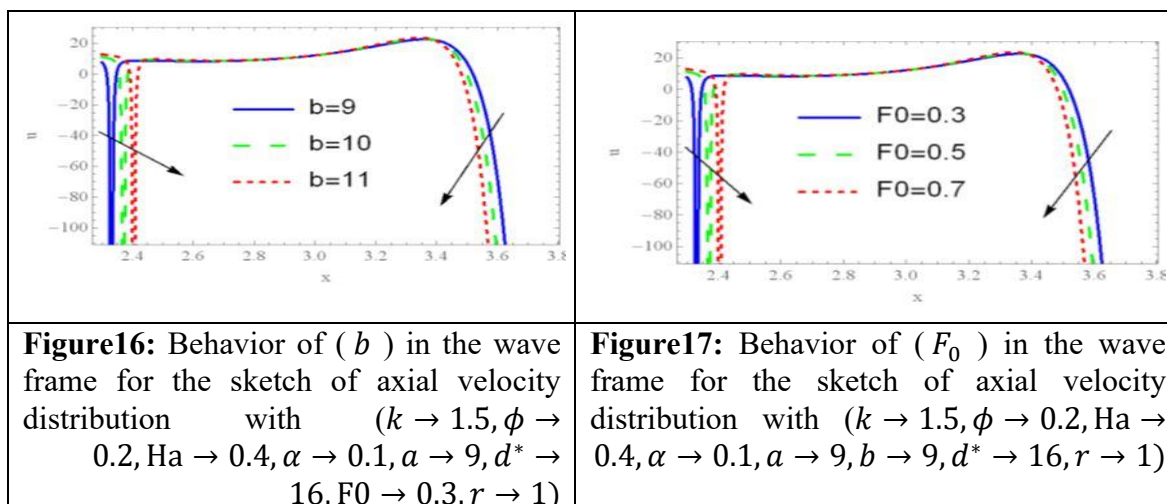 20
0
−20
−40
−60
−80
−100
u
b=9
b=10
b=11
2.4 2.6 2.8 3.0 3.2 3.4 3.6 3.8
x
20
0
−20
−40
−60
−80
−100
u
F0=0.3
F0=0.5
F0=0.7
2.4 2.6 2.8 3.0 3.2 3.4 3.6 3.8
x
Figure16: Behavior of ( 𝑏 ) in the wave
frame for the sketch of axial velocity
distribution with (𝑘 → 1.5, 𝜙 →
0.2, Ha → 0.4, 𝛼 → 0.1, 𝑎 → 9, 𝑑* →
16, F0 → 0.3, 𝑟 → 1)
Figure17: Behavior of ( 𝐹₀ ) in the wave
frame for the sketch of axial velocity
distribution with (𝑘 → 1.5, 𝜙 → 0.2, Ha →
0.4, 𝛼 → 0.1, 𝑎 → 9, 𝑏 → 9, 𝑑* → 16, 𝑟 → 1)